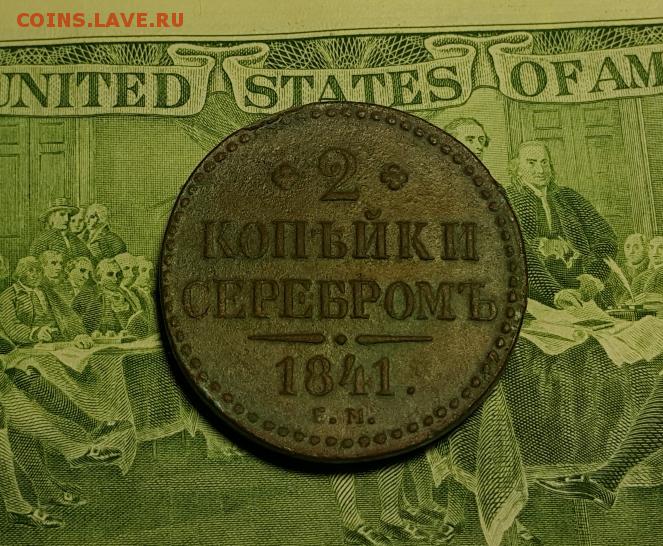 COINS.LAVE.RU
UNITED STATES OF AM
2
КОПѢЙКИ
СЕРЕБРОМЪ
1841.
Е. М.